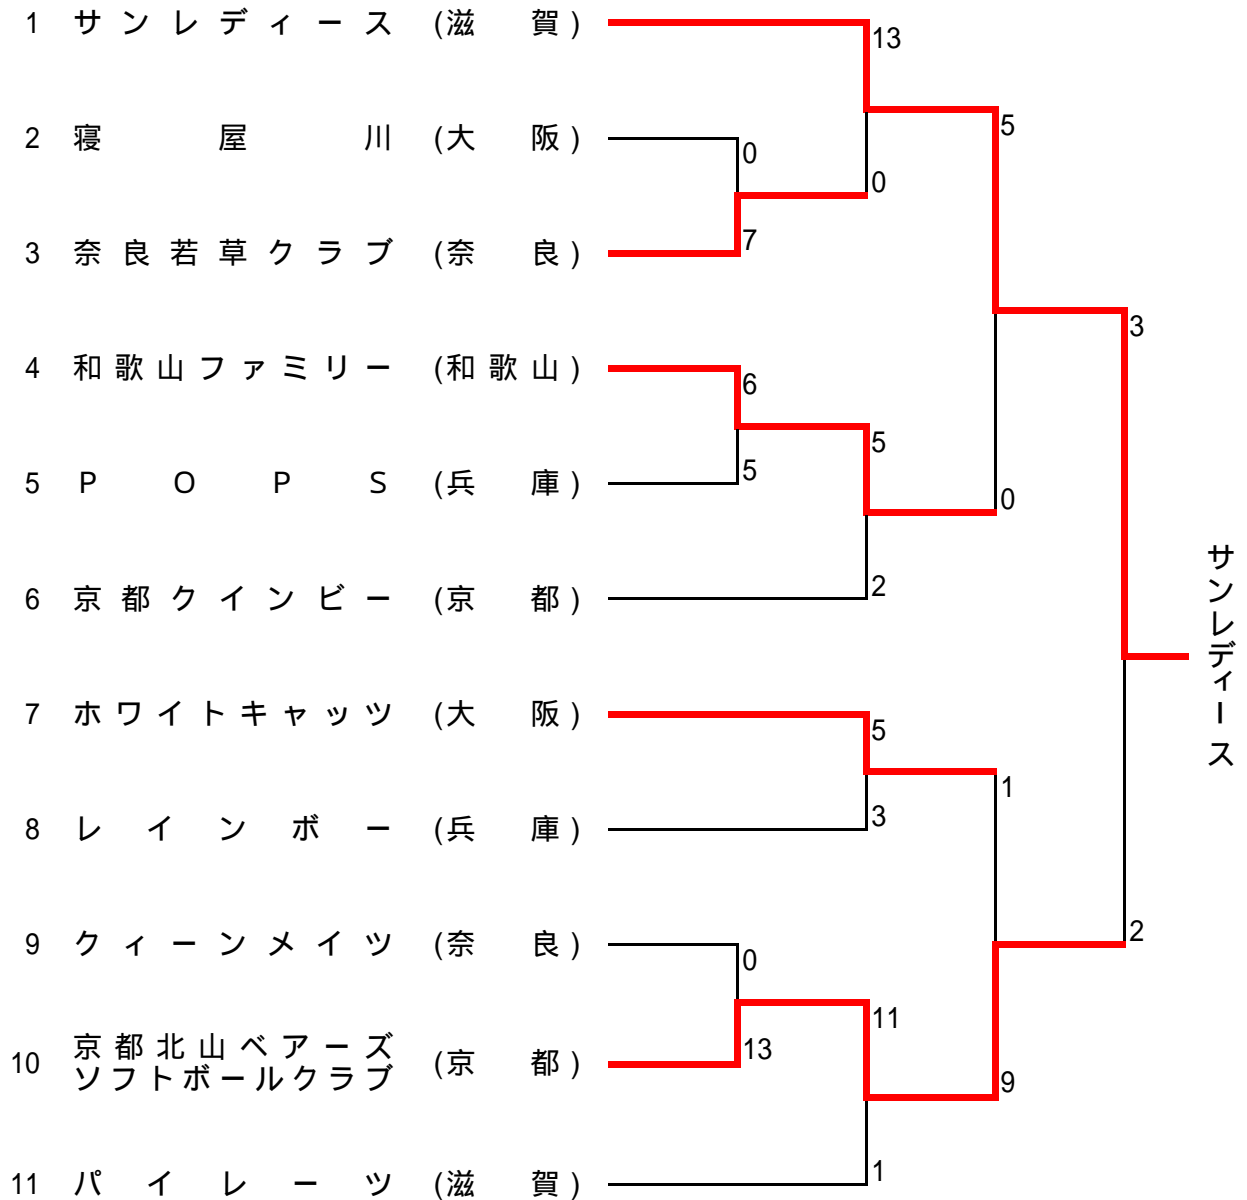 1 サンレディース (滋賀)
13
5
2 寝屋川 (大阪)
0
0
3 奈良若草クラブ (奈良)
7
3
4 和歌山ファミリー (和歌山)
6
5
5 POPS (兵庫)
5
0
6 京都クインビー (京都)
2
サンレディース
7 ホワイトキャッツ (大阪)
5
1
8 レインボー (兵庫)
3
9 クィーンメイツ (奈良)
0
2
11
10 京都北山ベアーズ
ソフトボールクラブ (京都)
13
9
11 パイレーツ (滋賀)
1